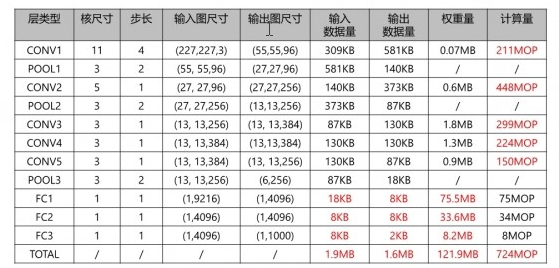 层类型 核尺寸 步长 输入图尺寸 输出图尺寸 输入数据量 输出数据量 权重量 计算量
CONV1 11 4 (227,227,3) (55,55,96) 309KB 581KB 0.07MB 211MOP
POOL1 3 2 (55, 55,96) (27,27,96) 581KB 140KB / /
CONV2 5 1 (27, 27,96) (27,27,256) 140KB 373KB 0.6MB 448MOP
POOL2 3 2 (27, 27,256) (13,13,256) 373KB 87KB / /
CONV3 3 1 (13, 13,256) (13,13,384) 87KB 130KB 1.8MB 299MOP
CONV4 3 1 (13, 13,384) (13,13,384) 130KB 130KB 1.3MB 224MOP
CONV5 3 1 (13, 13,384) (13,13,256) 130KB 87KB 0.9MB 150MOP
POOL3 3 2 (13, 13,256) (6,256) 87KB 18KB / /
FC1 1 1 (1,9216) (1,4096) 18KB 8KB 75.5MB 75MOP
FC2 1 1 (1,4096) (1,4096) 8KB 8KB 33.6MB 34MOP
FC3 1 1 (1,4096) (1,1000) 8KB 2KB 8.2MB 8MOP
TOTAL / / / / 1.9MB 1.6MB 121.9MB 724MOP